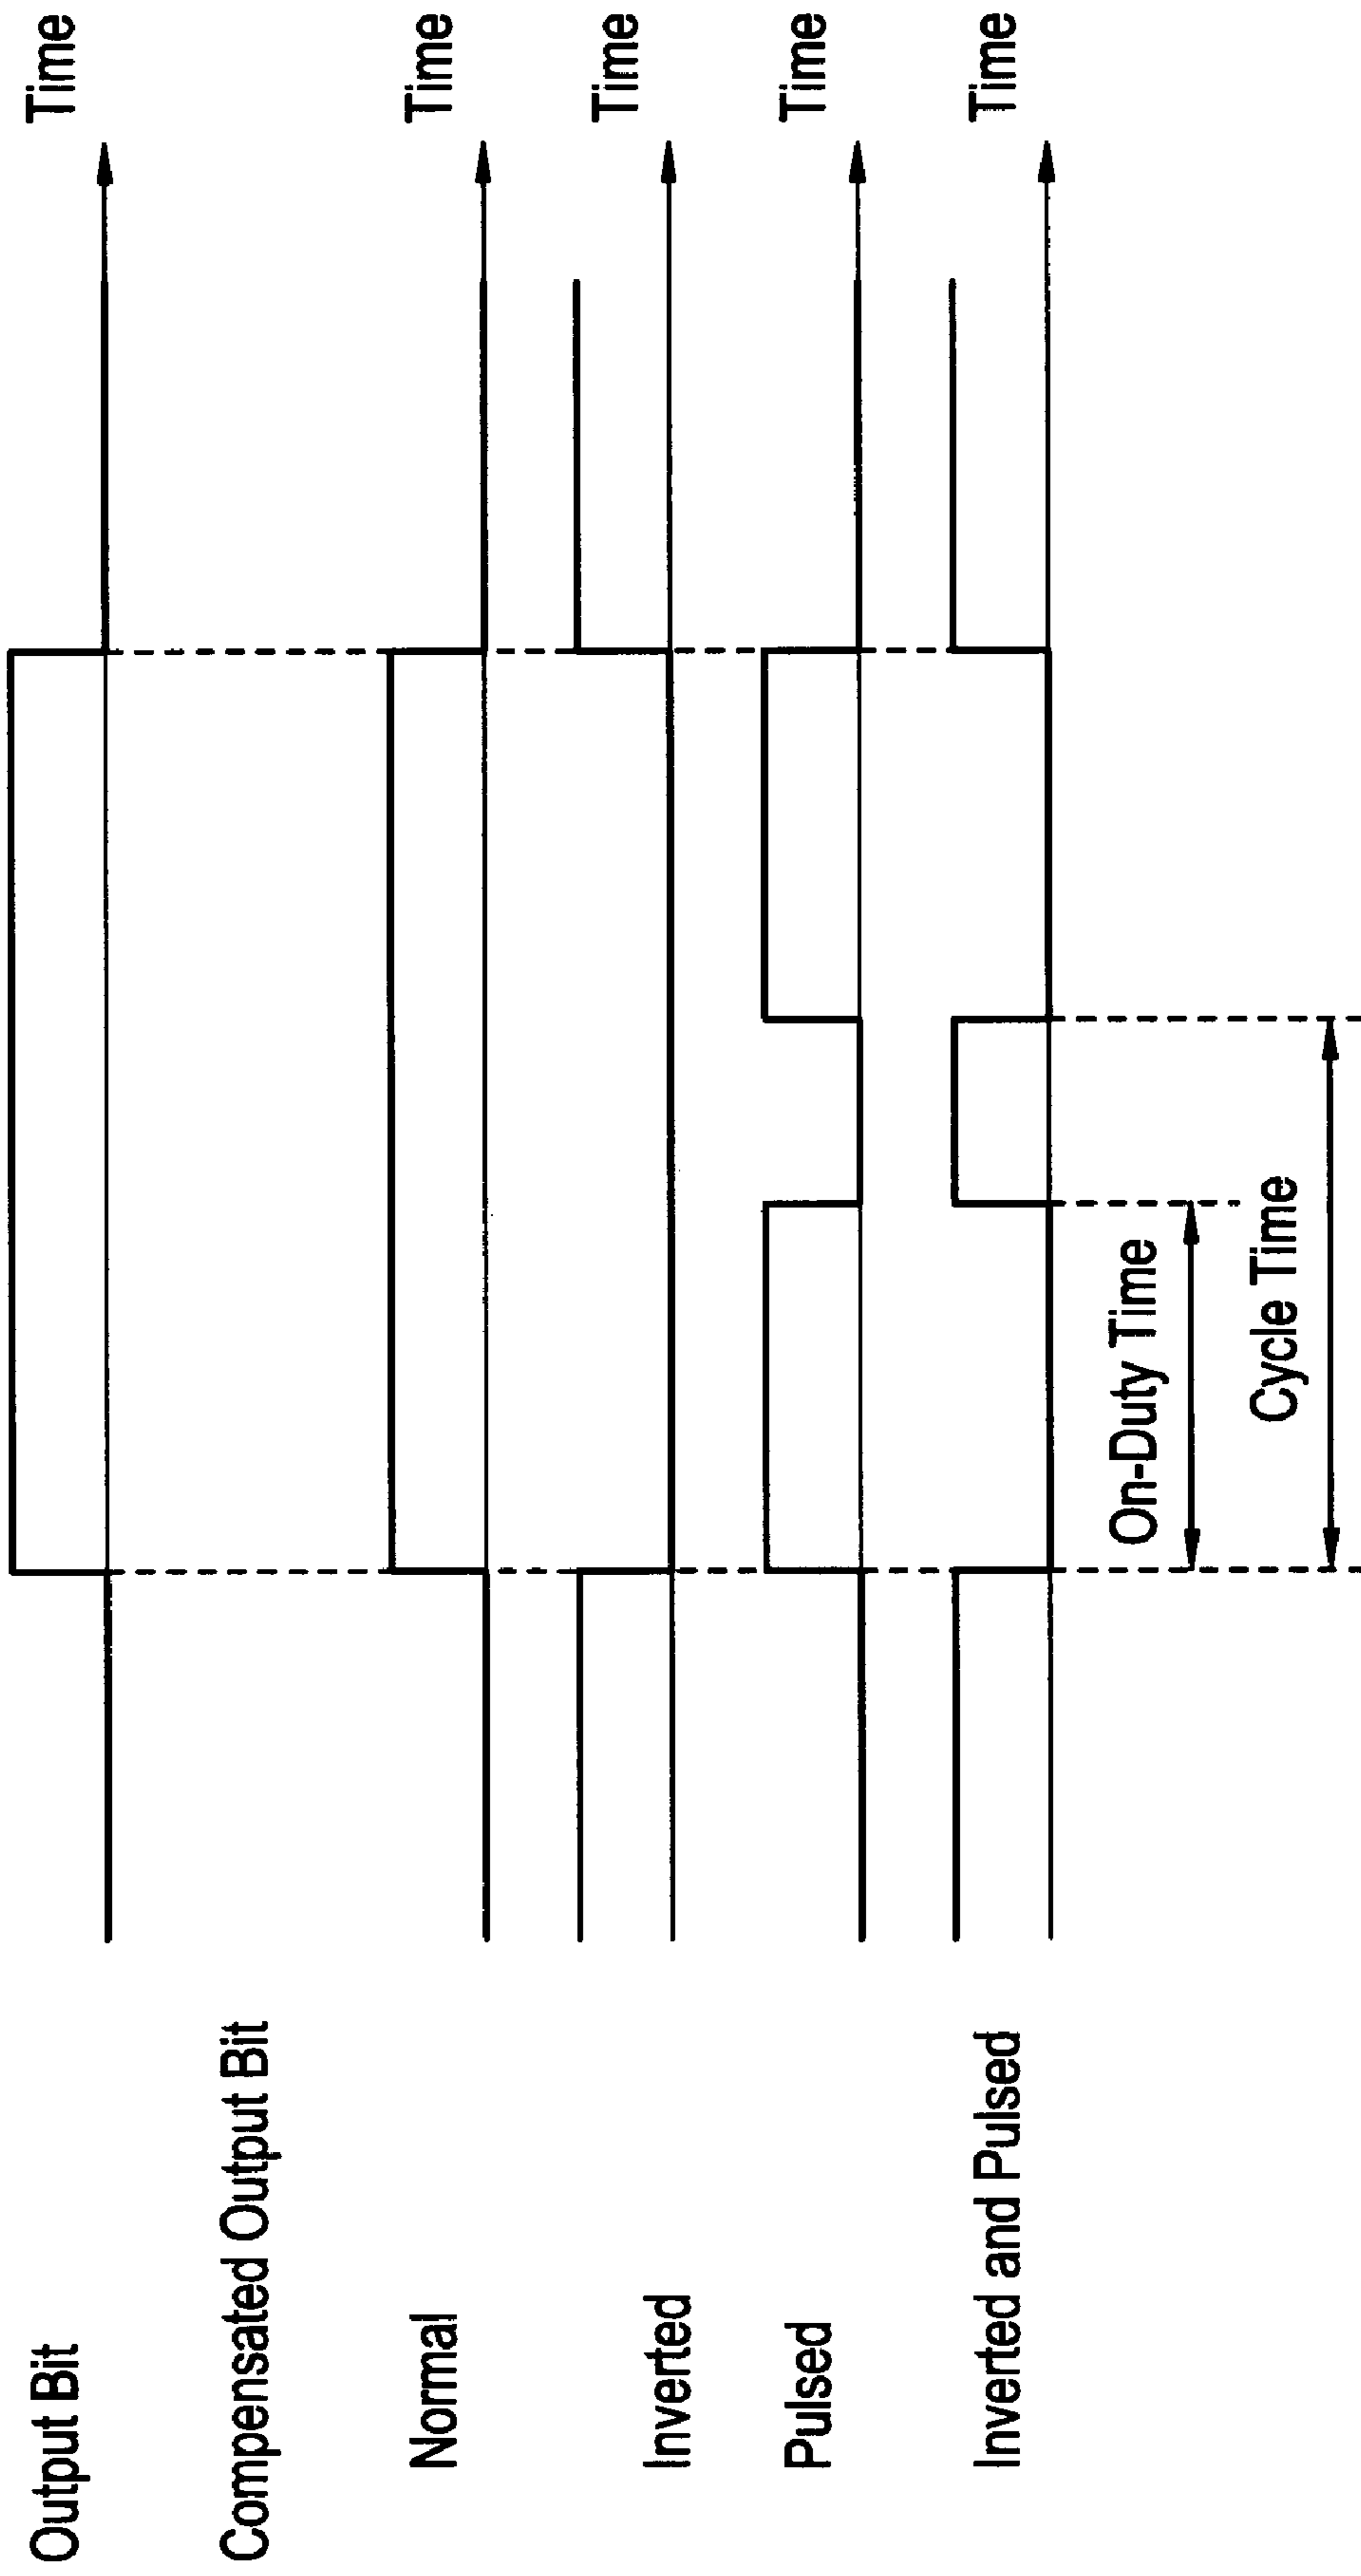 Output Bit
Time
Compensated Output Bit
Normal
Time
Inverted
Time
Pulsed
Time
Inverted and Pulsed
Time
On-Duty Time
Cycle Time